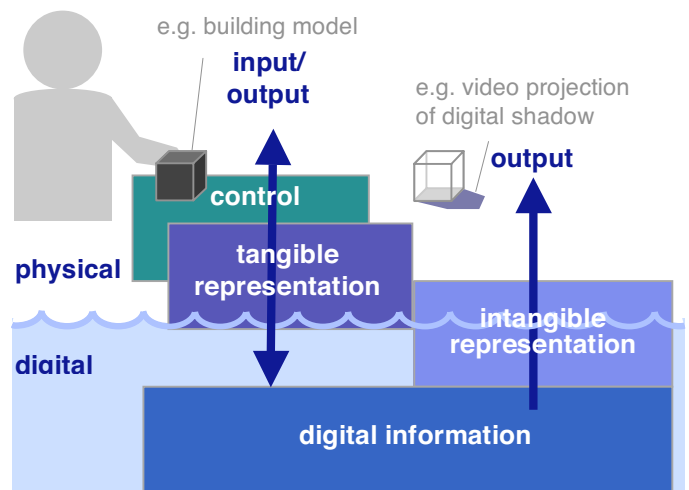 e.g. building model
input/
output
e.g. video projection
of digital shadow
output
control
tangible
representation
physical
intangible
representation
digital
digital information